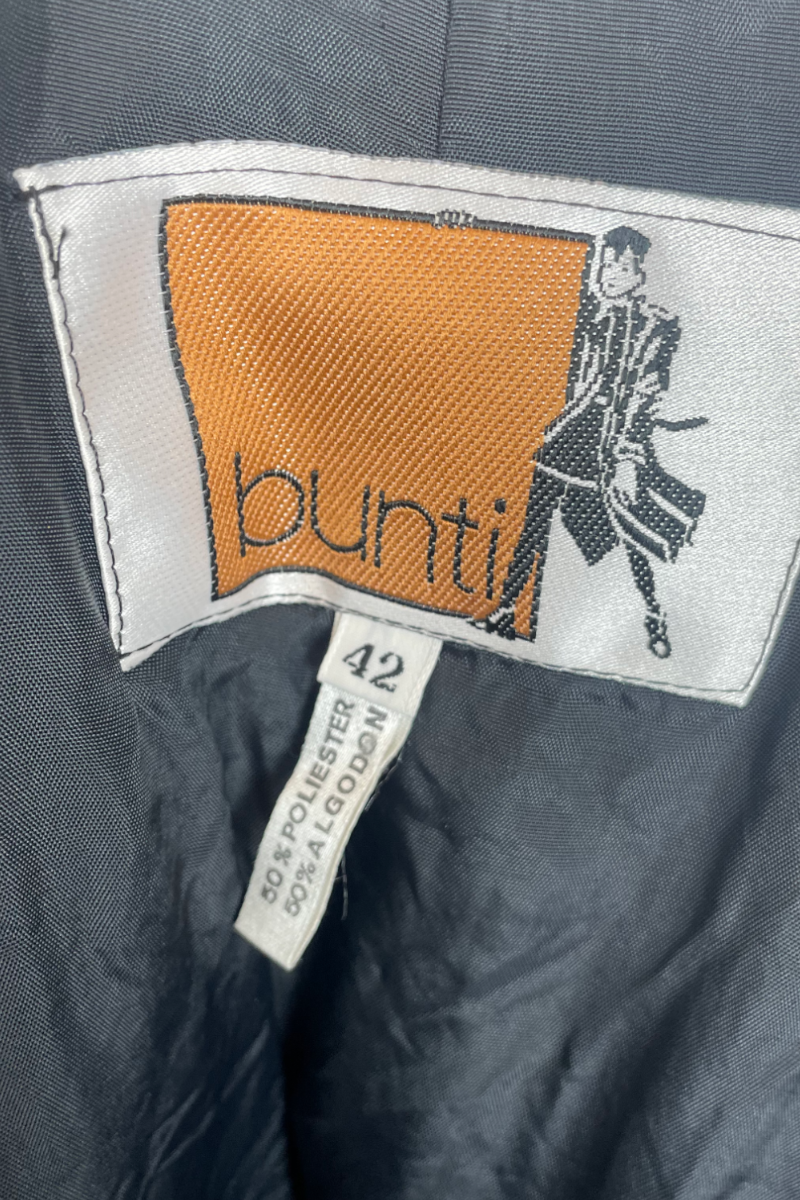 bunti
42
50% POLIESTER
50% ALGODON